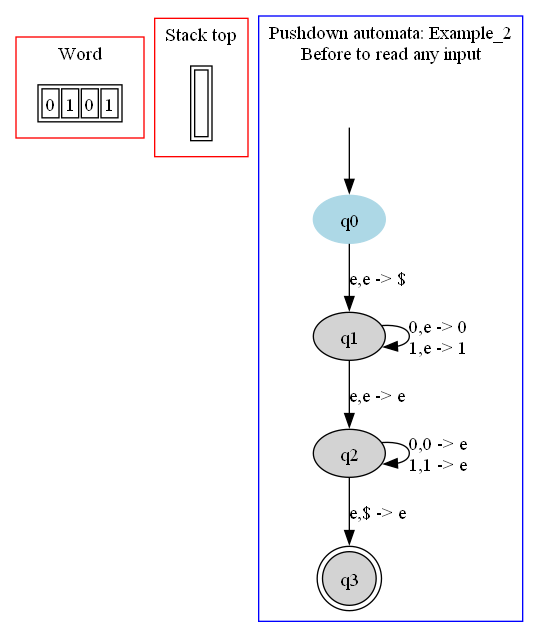 Word
0 1 0 1
Stack top
Pushdown automata: Example_2
Before to read any input
q0
e,e -> $
q1
0,e -> 0
1,e -> 1
e,e -> e
q2
0,0 -> e
1,1 -> e
e,$ -> e
q3